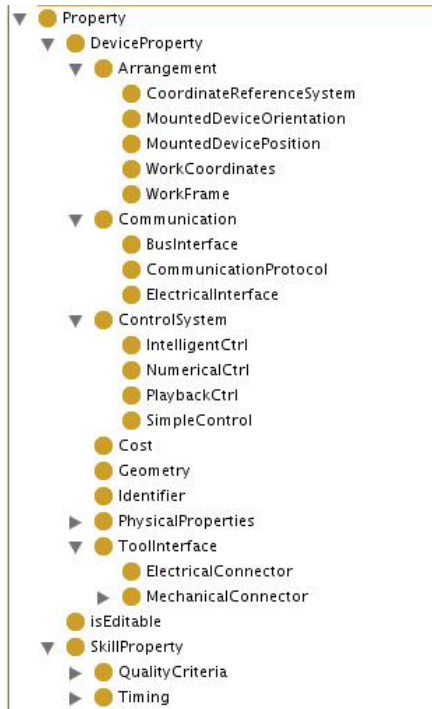 Property
DeviceProperty
Arrangement
CoordinateReferenceSystem
MountedDeviceOrientation
MountedDevicePosition
WorkCoordinates
WorkFrame
Communication
BusInterface
CommunicationProtocol
ElectricalInterface
ControlSystem
IntelligentCtrl
NumericalCtrl
PlaybackCtrl
SimpleControl
Cost
Geometry
Identifier
PhysicalProperties
ToolInterface
ElectricalConnector
MechanicalConnector
isEditable
SkillProperty
QualityCriteria
Timing